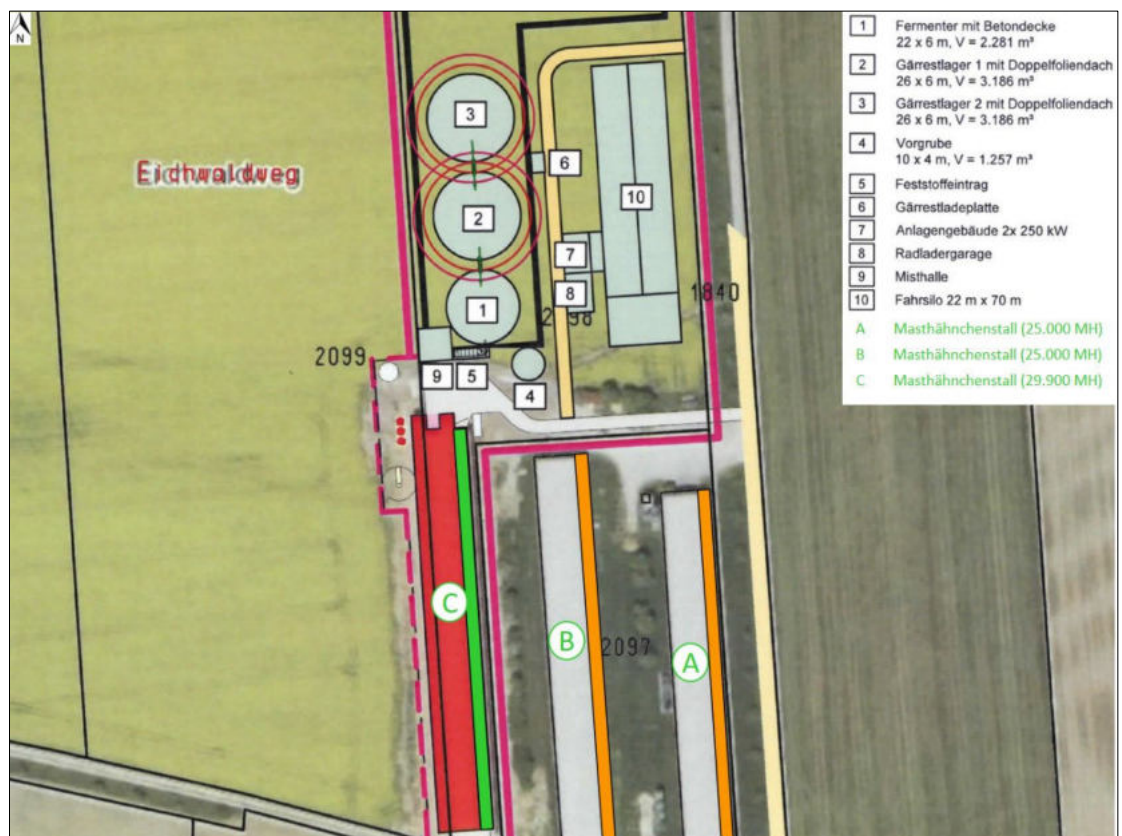 N
Eichwaldweg
3
6
2
10
7
8
1
1840
2098
2099
9
5
4
C
B
2097
A
1 Fermenter mit Betondecke
22 x 6 m, V = 2.281 m³
2 Gärrestlager 1 mit Doppelfoliendach
26 x 6 m, V = 3.186 m³
3 Gärrestlager 2 mit Doppelfoliendach
26 x 6 m, V = 3.186 m³
4 Vorgrube
10 x 4 m, V = 1.257 m³
5 Feststoffeintrag
6 Gärrestladeplatte
7 Anlagengebäude 2x 250 kW
8 Radladergarage
9 Misthalle
10 Fahrsilo 22 m x 70 m
A Masthähnchenstall (25.000 MH)
B Masthähnchenstall (25.000 MH)
C Masthähnchenstall (29.900 MH)